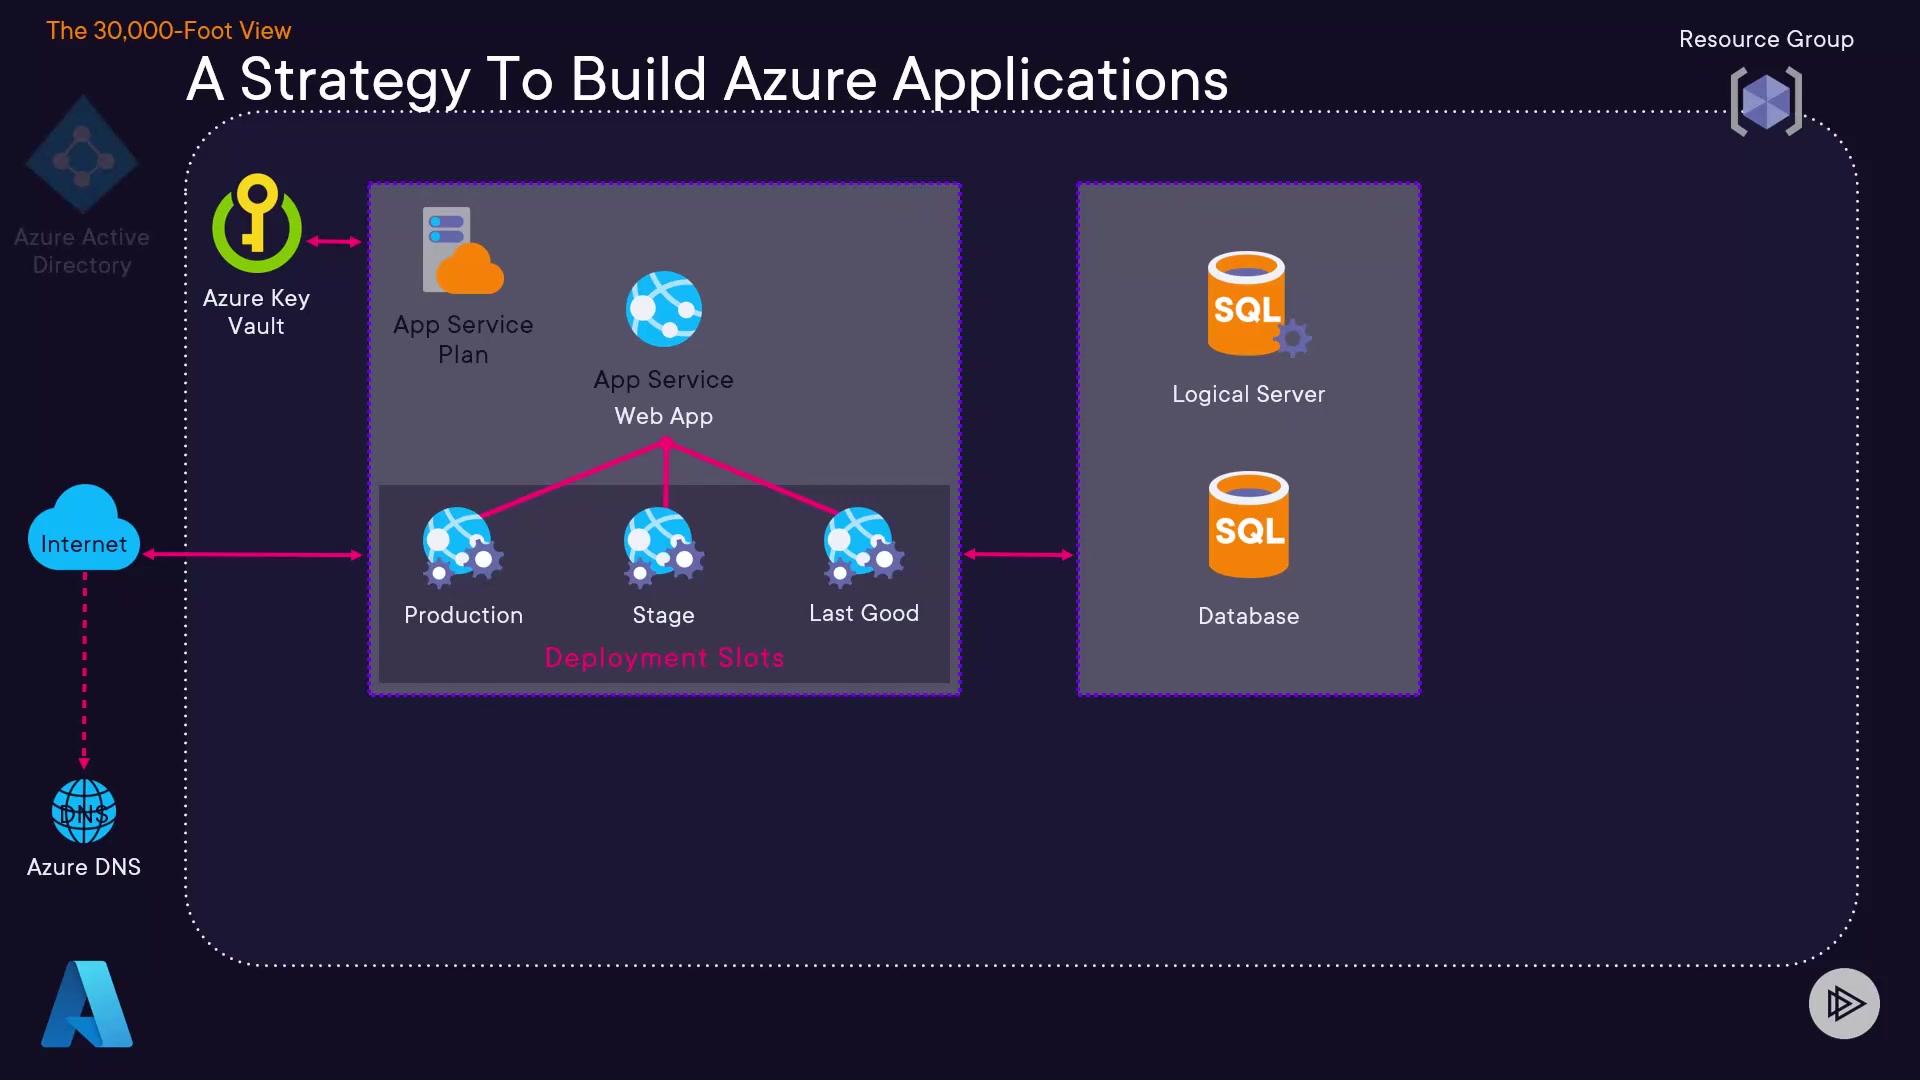 The 30,000-Foot View
A Strategy To Build Azure Applications
Resource Group
Azure Active
Directory
Azure Key
Vault
App Service
Plan
App Service
Web App
SQL
Logical Server
Internet
Production
Stage
Last Good
Deployment Slots
SQL
Database
DNS
Azure DNS